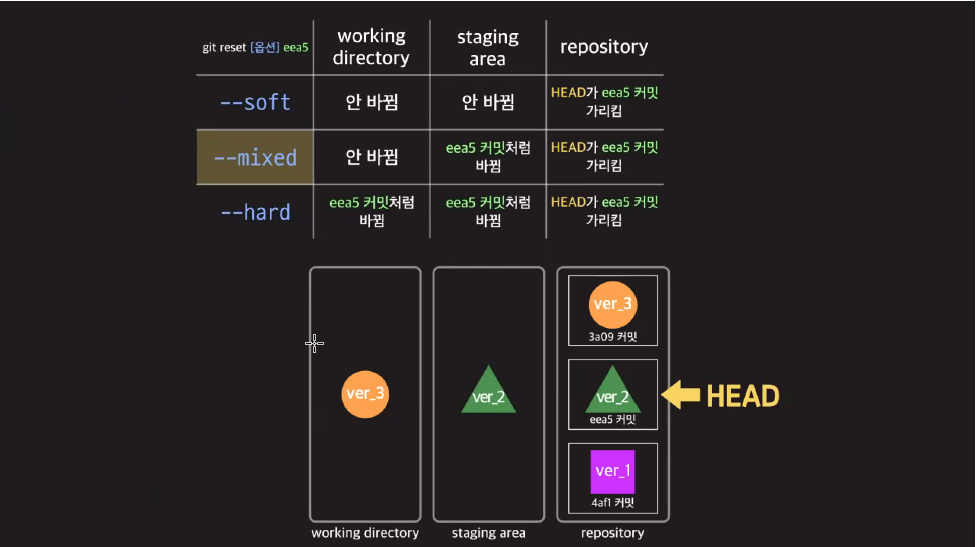 git reset [옵션] eea5
working
directory
staging
area
repository
--soft
안 바뀜
안 바뀜
HEAD가 eea5 커밋
가리킴
--mixed
안 바뀜
eea5 커밋처럼
바뀜
HEAD가 eea5 커밋
가리킴
--hard
eea5 커밋처럼
바뀜
eea5 커밋처럼
바뀜
HEAD가 eea5 커밋
가리킴
ver_3
3a09 커밋
ver_3
ver_2
ver_2
eea5 커밋
HEAD
ver_1
4af1 커밋
working directory
staging area
repository